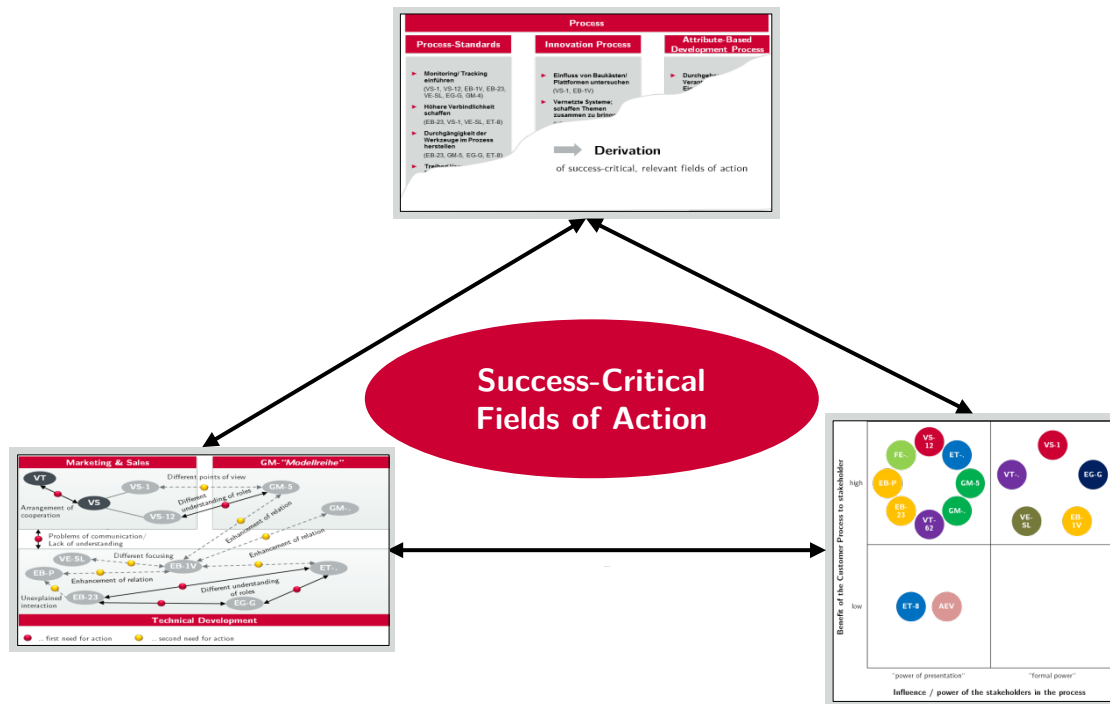 Process
Process-Standards
Innovation Process
Attribute-Based
Development Process
Monitoring/ Tracking
einführen
(VS-1, VS-12, EB-1V, EB-23,
VE-SL, EG-G, GM-4)
Höhere Verbindlichkeit
schaffen
(EB-23, VS-1, VE-SL, ET-8)
Durchgängigkeit der
Werkzeuge im Prozess
herstellen
(EB-23, GM-5, EG-G, ET-8)
Einfluss von Baukästen/
Plattformen untersuchen
(VS-1, EB-1V)
Vernetzte Systeme;
schaffen Themen
Derivation
of success-critical, relevant fields of action
Success-Critical
Fields of Action
Marketing & Sales
GM-"Modellreihe"
VT
VS-1
Different points of view
GM-5
VS
Different
understanding of roles
Arrangement of
cooperation
VS-12
GM-.
Enhancement of relation
Problems of communication/
Lack of understanding
Enhancement of relation
VE-SL
Different focusing
EB-1V
ET-.
EB-P
Enhancement of relation
Different understanding
of roles
Unexplained
interaction
EB-23
EG-G
Technical Development
... first need for action
... second need for action
Benefit of the Customer Process to stakeholder
high
low
VS-
12
FE-.
ET-.
EB-P
GM-5
EB-
23
GM-.
VT-
62
VS-1
VT-.
EG-G
VE-
SL
EB-
1V
ET-8
AEV
"power of presentation"
"formal power"
Influence / power of the stakeholders in the process